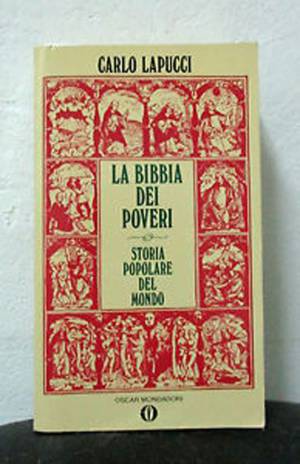 CARLO LAPUCCI
LA BIBBIA
DEI
POVERI
STORIA
POPOLARE
DEL
MONDO
OSCAR MONDADORI